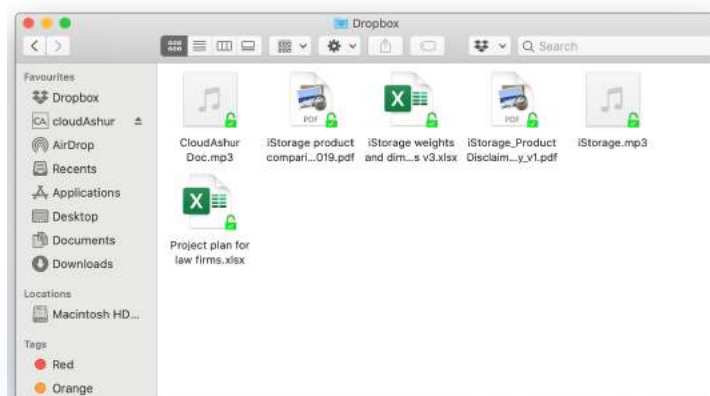 Dropbox
Search
Favourites
Dropbox
CA cloudAshur
AirDrop
Recents
Applications
Desktop
Documents
Downloads
Locations
Macintosh HD...
Tags
Red
Orange
PDF
X
PDF
CloudAshur
Doc.mp3
iStorage product
compari...019.pdf
iStorage weights
and dim...s v3.xlsx
iStorage_Product
Disclaim...y_v1.pdf
iStorage.mp3
X
Project plan for
law firms.xlsx